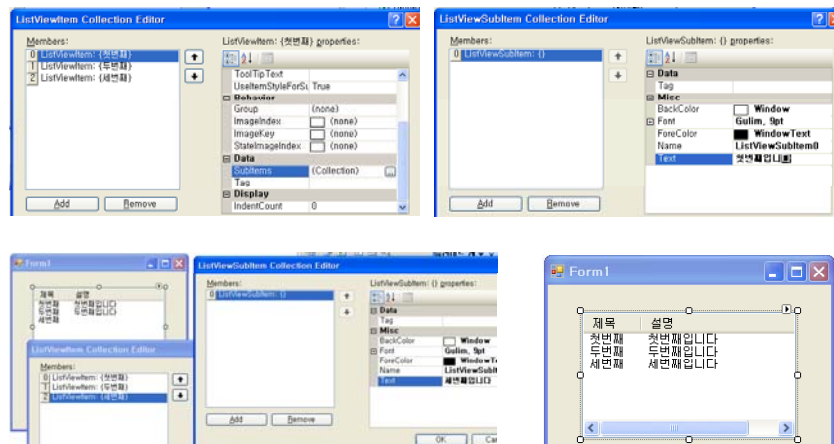 ListViewItem Collection Editor
Members:
0 ListViewItem: {첫번째}
1 ListViewItem: {두번째}
2 ListViewItem: {세번째}
Add Remove
ListViewItem: {첫번째} properties:
ToolTipText
UseItemStyleForSu True
Behavior
Group (none)
ImageIndex (none)
ImageKey (none)
StateImageIndex (none)
Data
SubItems (Collection)
Tag
Display
IndentCount 0
ListViewSubItem Collection Editor
Members:
0 ListViewSubItem: {}
Add Remove
ListViewSubItem: {} properties:
Data
Tag
Misc
BackColor Window
Font Gulim, 9pt
ForeColor WindowText
Name ListViewSubItem0
Text 첫번째입니다
Form1
제목 설명
첫번째 첫번째입니다
두번째 두번째입니다
세번째
ListViewItem Collection Editor
Members:
0 ListViewItem: {첫번째}
1 ListViewItem: {두번째}
2 ListViewItem: {세번째}
ListViewSubItem Collection Editor
Members:
0 ListViewSubItem: {}
Add Remove
ListViewSubItem: {} properties:
Data
Tag
Misc
BackColor Window
Font Gulim, 9pt
ForeColor WindowTe
Name ListViewSubIt
Text 세번째입니다
OK Can
Form1
제목 설명
첫번째 첫번째입니다
두번째 두번째입니다
세번째 세번째입니다